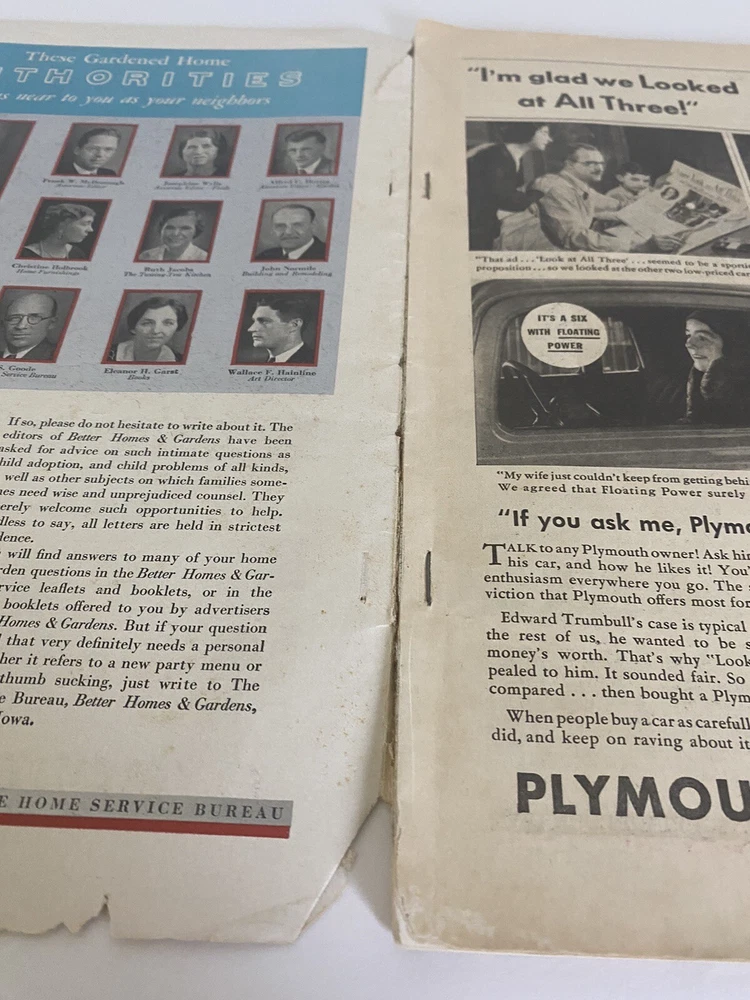 These Gardened Home
THORITIES
as near to you as your neighbors
Frank W. McDonough
Josephine Wylie
Christine Holbrook
Home Furnishings
Ruth Jacobs
The Tasting-Test Kitchen
John Normile
Building and Remodeling
S. Goode
Service Bureau
Eleanor H. Garst
Books
Wallace F. Hainline
Art Director
If so, please do not hesitate to write about it. The
editors of Better Homes & Gardens have been
asked for advice on such intimate questions as
hild adoption, and child problems of all kinds,
well as other subjects on which families some-
es need wise and unprejudiced counsel. They
erely welcome such opportunities to help.
dless to say, all letters are held in strictest
dence.
will find answers to many of your home
rden questions in the Better Homes & Gar-
rvice leaflets and booklets, or in the
booklets offered to you by advertisers
Homes & Gardens. But if your question
that very definitely needs a personal
her it refers to a new party menu or
thumb sucking, just write to The
e Bureau, Better Homes & Gardens,
owa.
E HOME SERVICE BUREAU
"I'm glad we Looked
at All Three!"
"That ad . . . 'Look at All Three' . . . seemed to be a sporti
proposition . . . so we looked at the other two low-priced car
IT'S A SIX
WITH FLOATING
POWER
"My wife just couldn't keep from getting behi
We agreed that Floating Power surely
"If you ask me, Plymo
TALK to any Plymouth owner! Ask him
his car, and how he likes it! You'
enthusiasm everywhere you go. The
viction that Plymouth offers most for
Edward Trumbull's case is typical
the rest of us, he wanted to be s
money's worth. That's why "Look
pealed to him. It sounded fair. So
compared . . . then bought a Plym
When people buy a car as carefull
did, and keep on raving about it
PLYMOU